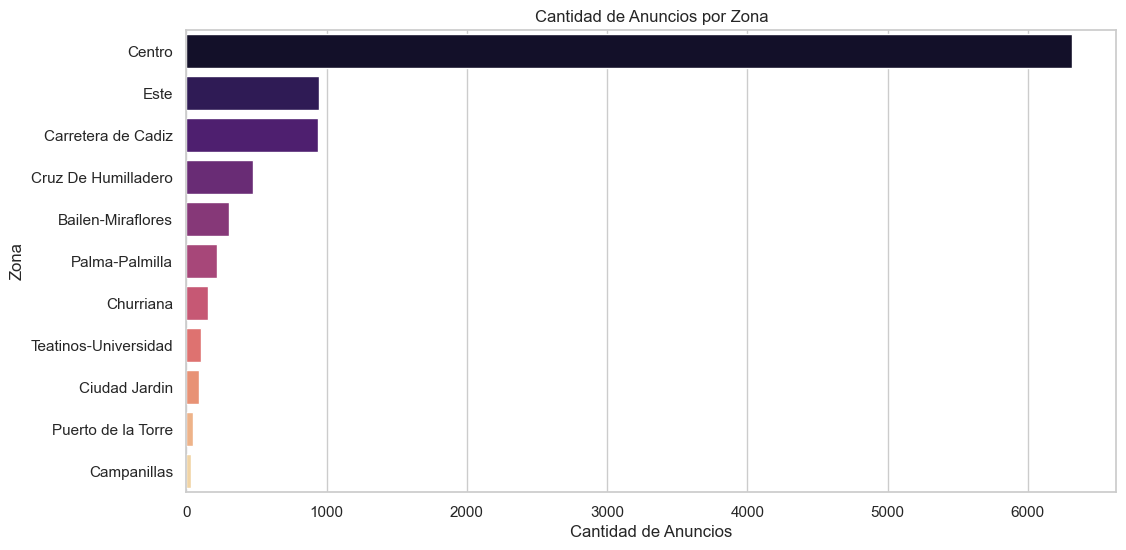 Cantidad de Anuncios por Zona
Zona
Centro
Este
Carretera de Cadiz
Cruz De Humilladero
Bailen-Miraflores
Palma-Palmilla
Churriana
Teatinos-Universidad
Ciudad Jardin
Puerto de la Torre
Campanillas
0 1000 2000 3000 4000 5000 6000
Cantidad de Anuncios